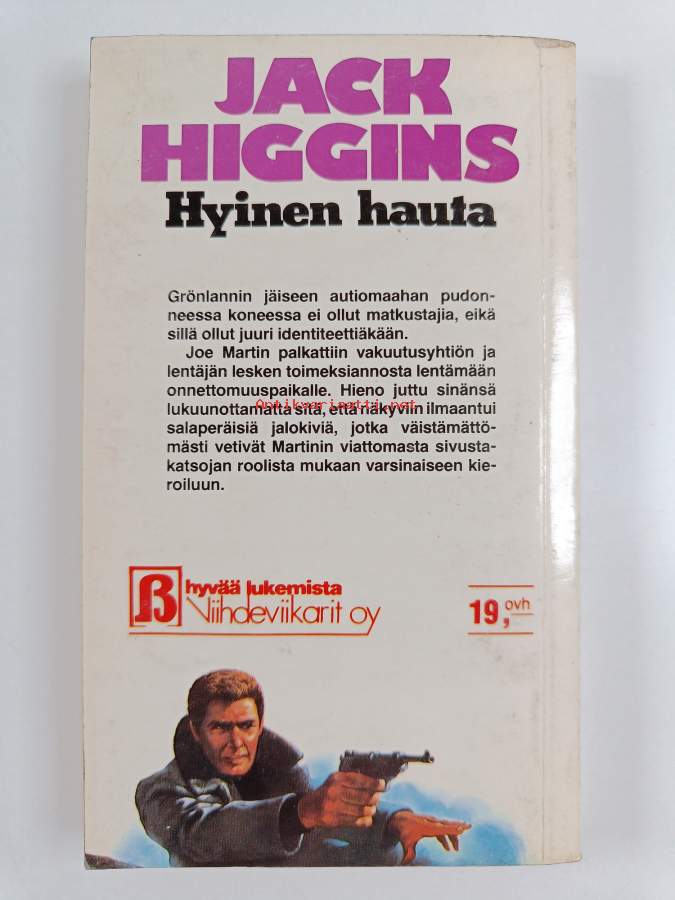 JACK
HIGGINS
Hyinen hauta
Grönlannin jäiseen autiomaahan pudon-
neessa koneessa ei ollut matkustajia, eikä
sillä ollut juuri identiteettiäkään.
Joe Martin palkattiin vakuutusyhtiön ja
lentäjän lesken toimeksiannosta lentämään
onnettomuuspaikalle. Hieno juttu sinänsä
lukuunottamatta sitä, että näkyviin ilmaantui
Antikvariaatti.net
salaperäisiä jalokiviä, jotka väistämättö-
mästi vetivät Martinin viattomasta sivusta-
katsojan roolista mukaan varsinaiseen kie-
roiluun.
hyvää lukemista
Viihdeviikarit oy
19, ovh